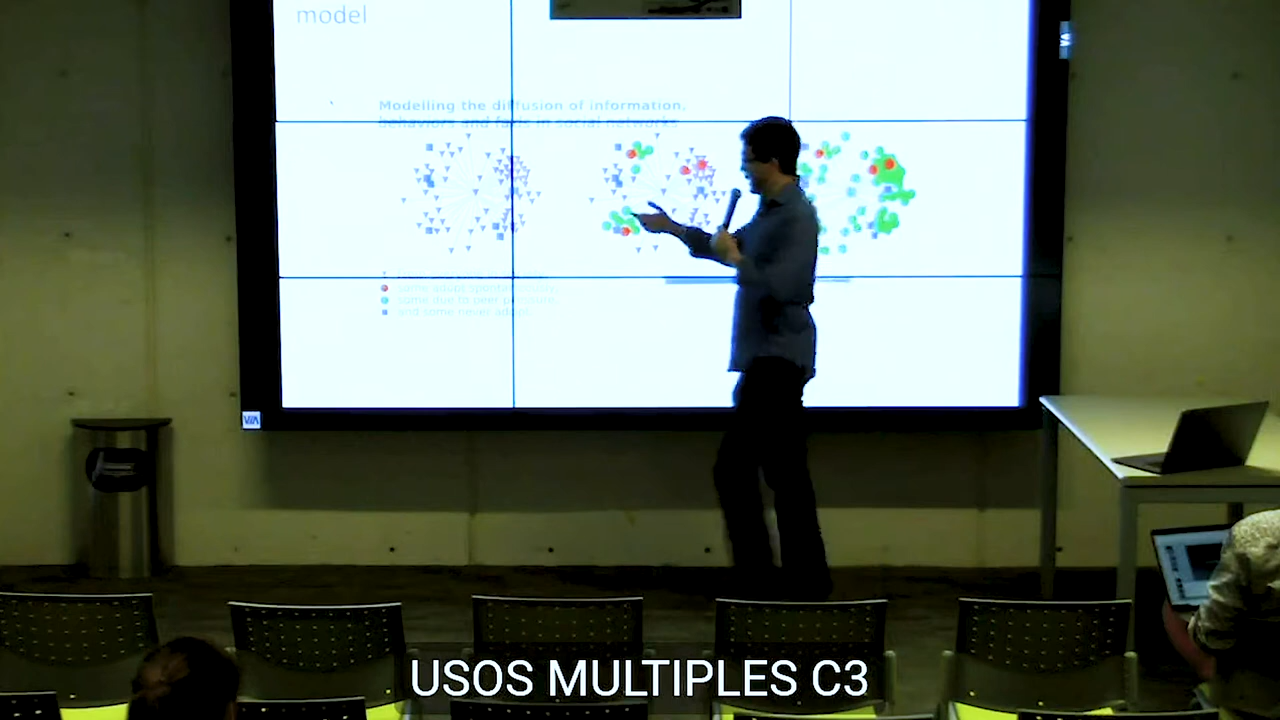 model
Modelling the diffusion of information,
behaviors and fads in social networks
some adopt spontaneously,
some due to peer pressure,
and some never adopt.
VIA
USOS MULTIPLES C3